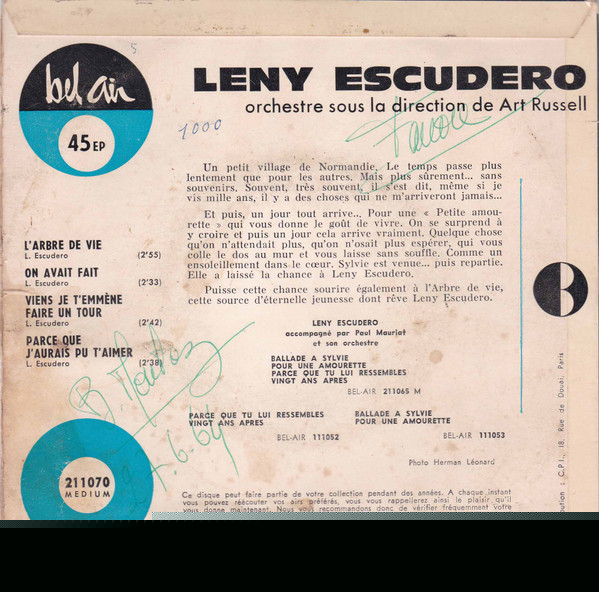 bel air
45 EP
5
LENY ESCUDERO
orchestre sous la direction de Art Russell
1000
Un petit village de Normandie. Le temps passe plus
lentement que pour les autres. Mais plus sûrement... sans
souvenirs. Souvent, très souvent, il s'est dit, même si je
vis mille ans, il y a des choses qui ne m'arriveront jamais...
Et puis, un jour tout arrive... Pour une « Petite amou-
rette » qui vous donne le goût de vivre. On se surprend à
y croire et puis un jour cela arrive vraiment. Quelque chose
qu'on n'attendait plus, qu'on n'osait plus espérer, qui vous
colle le dos au mur et vous laisse sans souffle. Comme un
ensoleillement dans le cœur. Sylvie est venue... puis repartie.
Elle a laissé la chance à Leny Escudero.
Puisse cette chance sourire également à l'Arbre de vie,
cette source d'éternelle jeunesse dont rêve Leny Escudero.
L'ARBRE DE VIE
L. Escudero (2'55)
ON AVAIT FAIT
L. Escudero (2'33)
VIENS JE T'EMMÈNE
FAIRE UN TOUR
L. Escudero (2'42)
PARCE QUE
J'AURAIS PU T'AIMER
L. Escudero (2'38)
LENY ESCUDERO
accompagné par Paul Mauriat
et son orchestre
BALLADE A SYLVIE
POUR UNE AMOURETTE
PARCE QUE TU LUI RESSEMBLES
VINGT ANS APRES
BEL-AIR 211065 M
PARCE QUE TU LUI RESSEMBLES
VINGT ANS APRES
BEL-AIR 111052
BALLADE A SYLVIE
POUR UNE AMOURETTE
BEL-AIR 111053
Photo Herman Léonard
B
211070
MEDIUM
Ce disque peut faire partie de votre collection pendant des années. A chaque instant
vous pouvez réécouter vos airs préférés, vous vous rappellerez ainsi le plaisir qu'il
vous donne maintenant. Nous vous recommandons donc de vérifier fréquemment votre
bution : C.P.I., 18, Rue de Douai, Paris